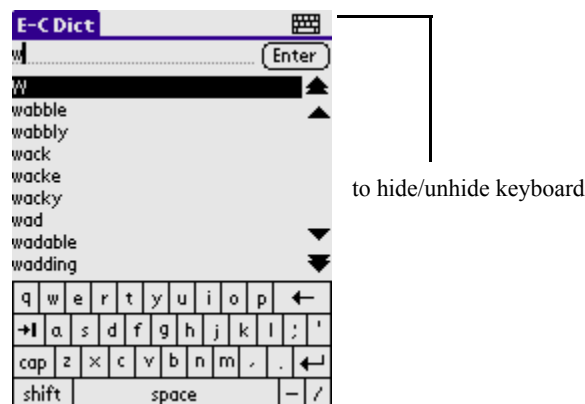 E-C Dict
w Enter
W
wabble
wabbly
wack
wacke
wacky
to hide/unhide keyboard
wad
wadable
wadding
q w e r t y u i o p ←
a s d f g h j k l ; '
cap z x c v b n m , . ↵
shift space - /